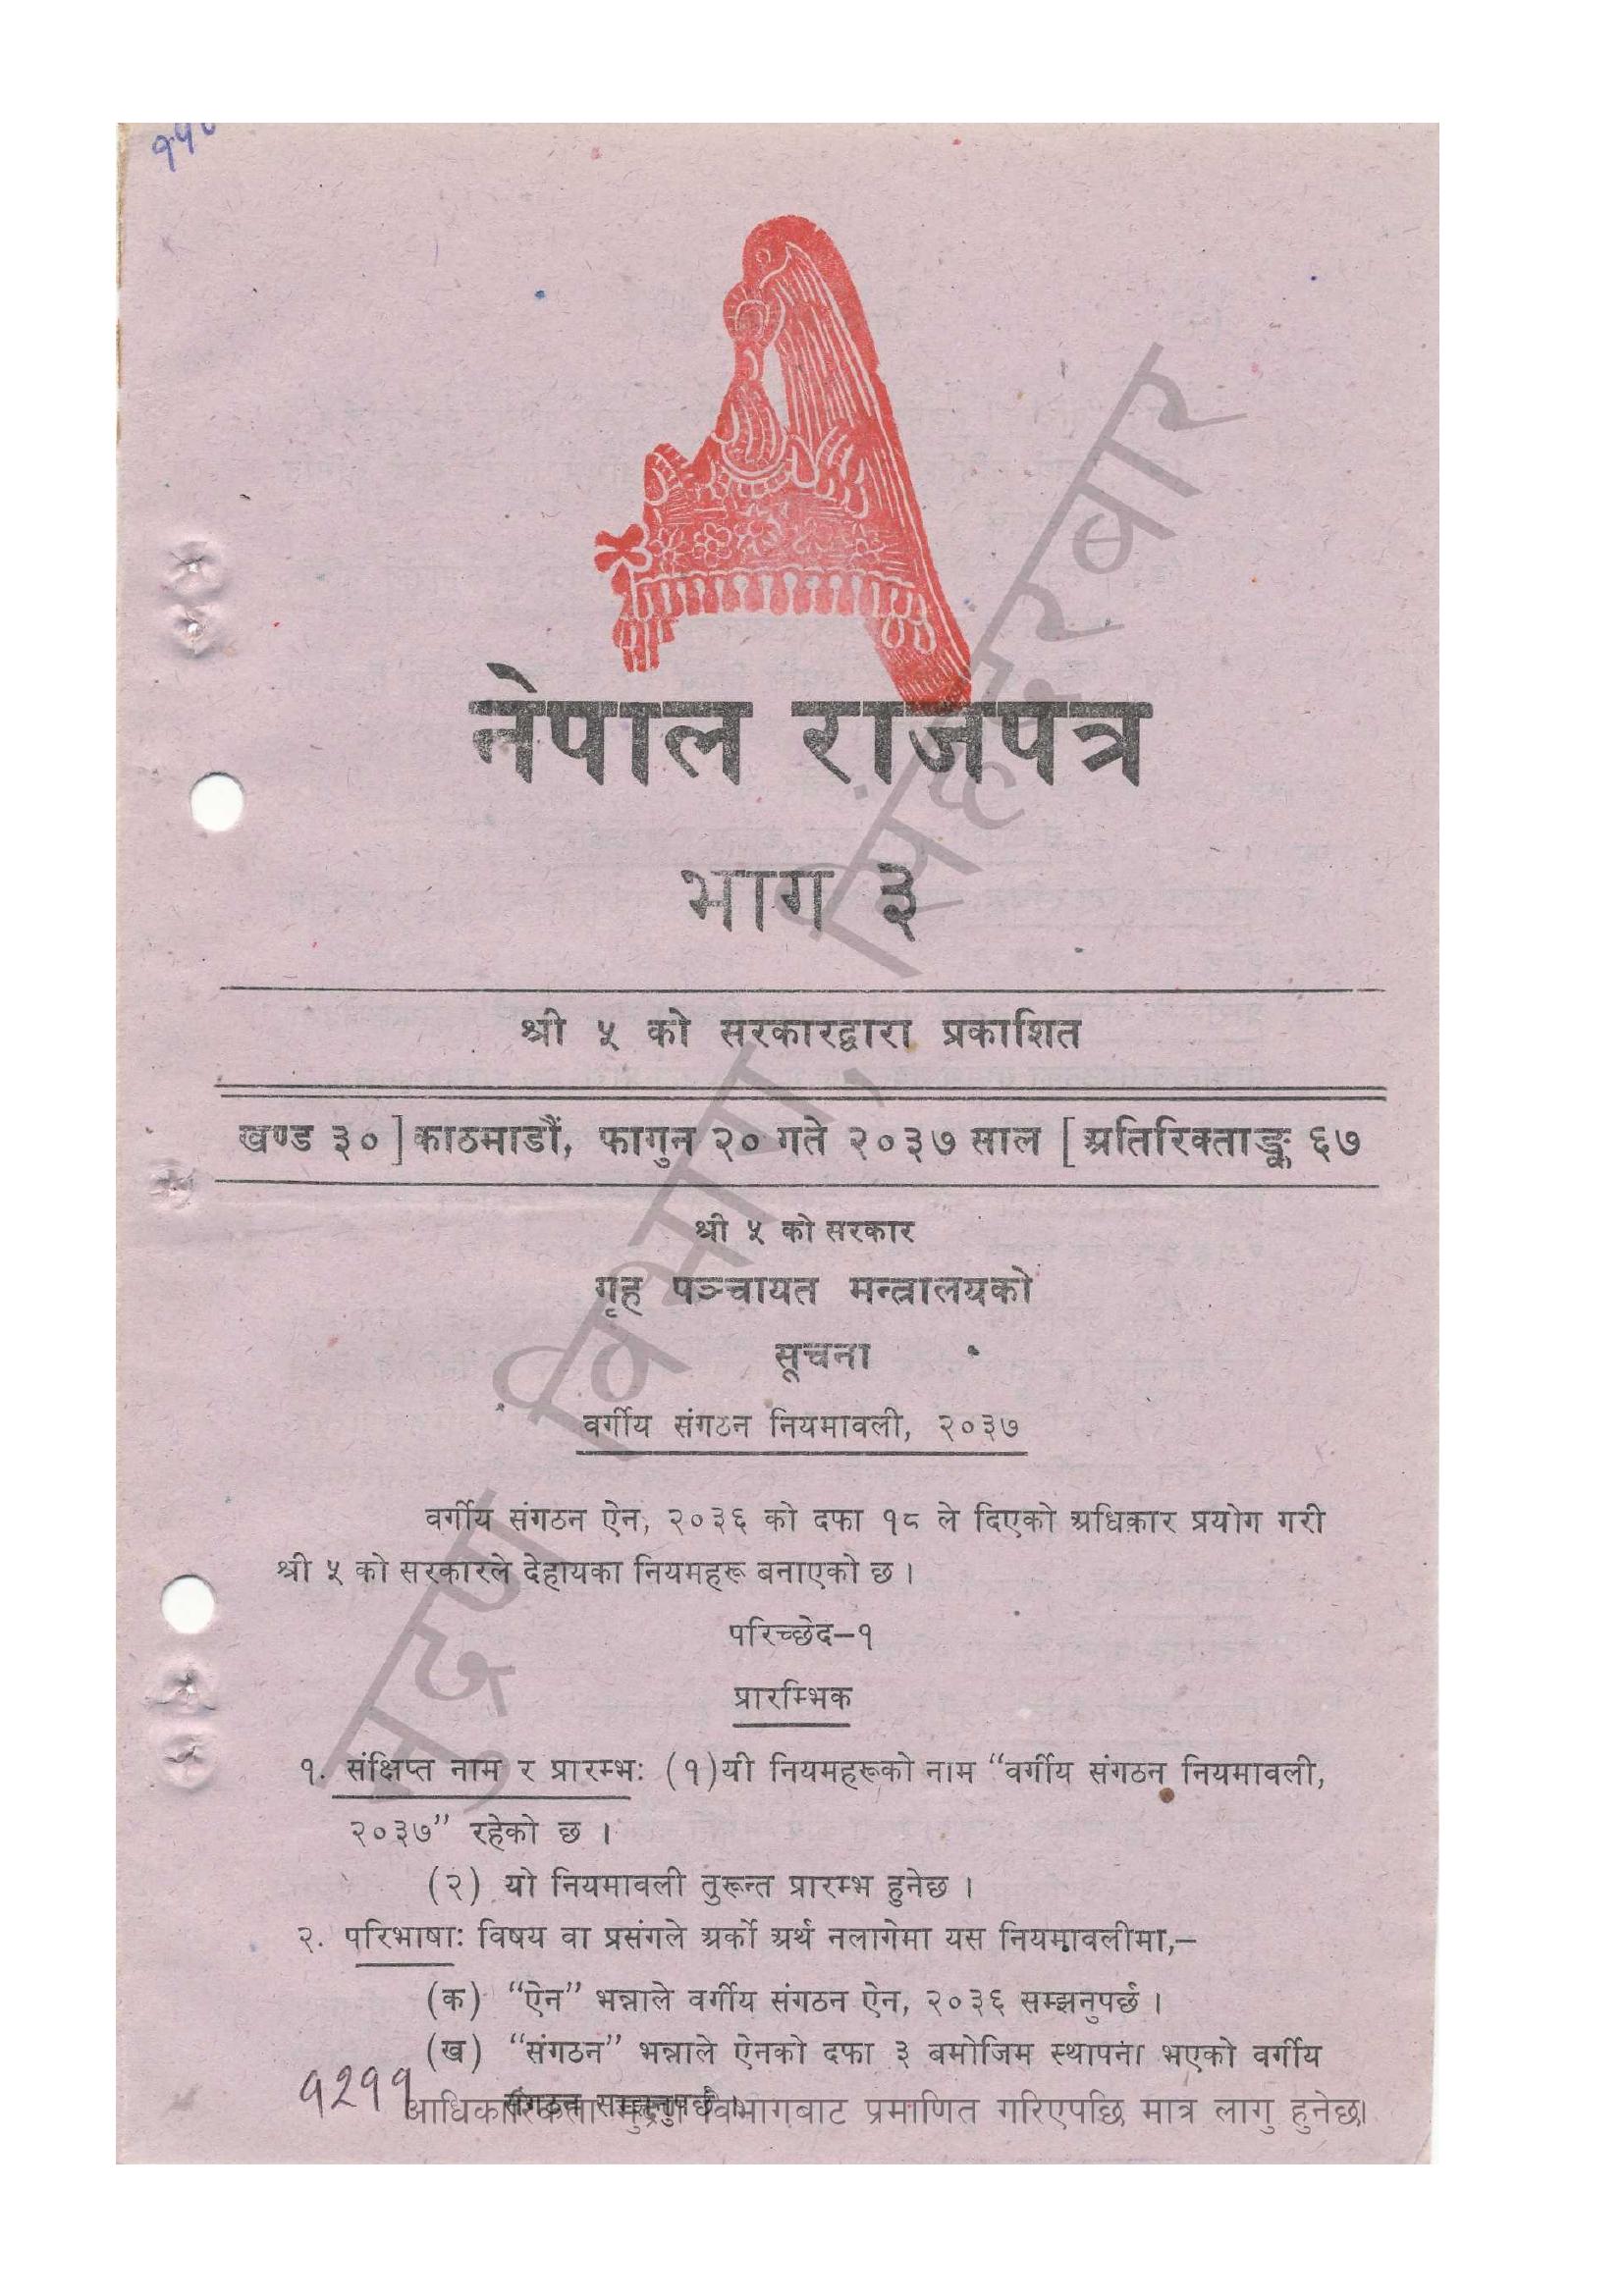 नेपाल राजपत्र
भाग ३
श्री ५ को सरकारद्वारा प्रकाशित
खण्ड ३०] काठमाडौं, फागुन २० गते २०३७ साल [अतिरिक्ताङ्क ६७
श्री ५ को सरकार
गृह पञ्चायत मन्त्रालयको
सूचना
वर्गीय संगठन नियमावली, २०३७
वर्गीय संगठन ऐन, २०३६ को दफा १८ ले दिएको अधिकार प्रयोग गरी
श्री ५ को सरकारले देहायका नियमहरू बनाएको छ ।
परिच्छेद–१
प्रारम्भिक
१. संक्षिप्त नाम र प्रारम्भः (१)यी नियमहरूको नाम “वर्गीय संगठन नियमावली,
२०३७” रहेको छ ।
(२) यो नियमावली तुरून्त प्रारम्भ हुनेछ ।
२. परिभाषाः विषय वा प्रसंगले अर्को अर्थ नलागेमा यस नियमावलीमा,–
(क) “ऐन” भन्नाले वर्गीय संगठन ऐन, २०३६ सम्झनुपर्छ ।
(ख) “संगठन” भन्नाले ऐनको दफा ३ बमोजिम स्थापना भएको वर्गीय
संगठन सम्झनुपर्छ ।
१२११
आधिकारिकता मुद्रण विभागबाट प्रमाणित गरिएपछि मात्र लागु हुनेछ।
मुद्रण विभाग, सिंहदरबार